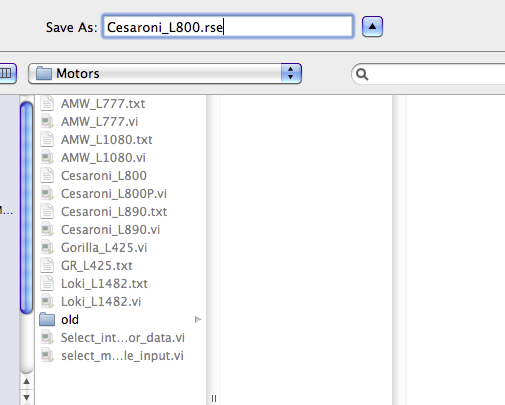 Save As: Cesaroni_L800.rse
Motors
AMW_L777.txt
AMW_L777.vi
AMW_L1080.txt
AMW_L1080.vi
Cesaroni_L800
Cesaroni_L800P.vi
Cesaroni_L890.txt
Cesaroni_L890.vi
Gorilla_L425.vi
GR_L425.txt
Loki_L1482.txt
Loki_L1482.vi
old
Select_int...or_data.vi
select_m...le_input.vi